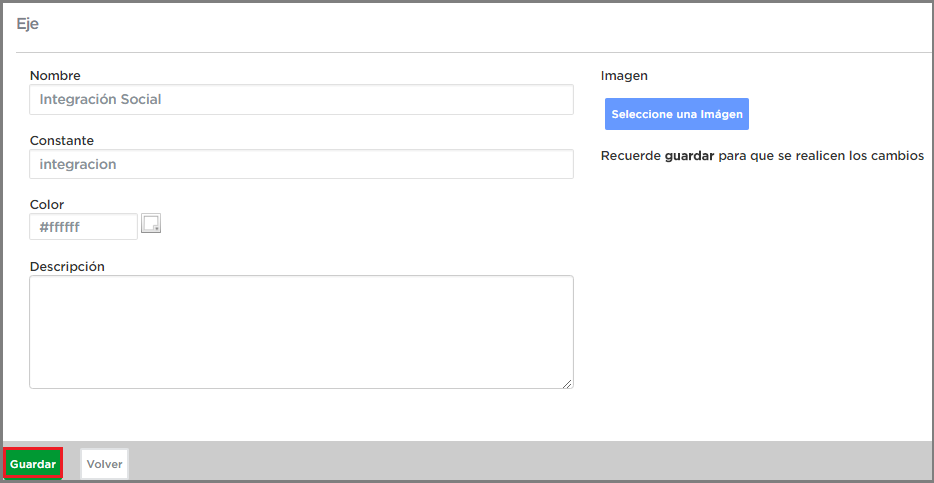 Eje
Nombre
Integración Social
Constante
integracion
Color
#ffffff
Descripción
Imagen
Seleccione una Imágen
Recuerde guardar para que se realicen los cambios
Guardar
Volver